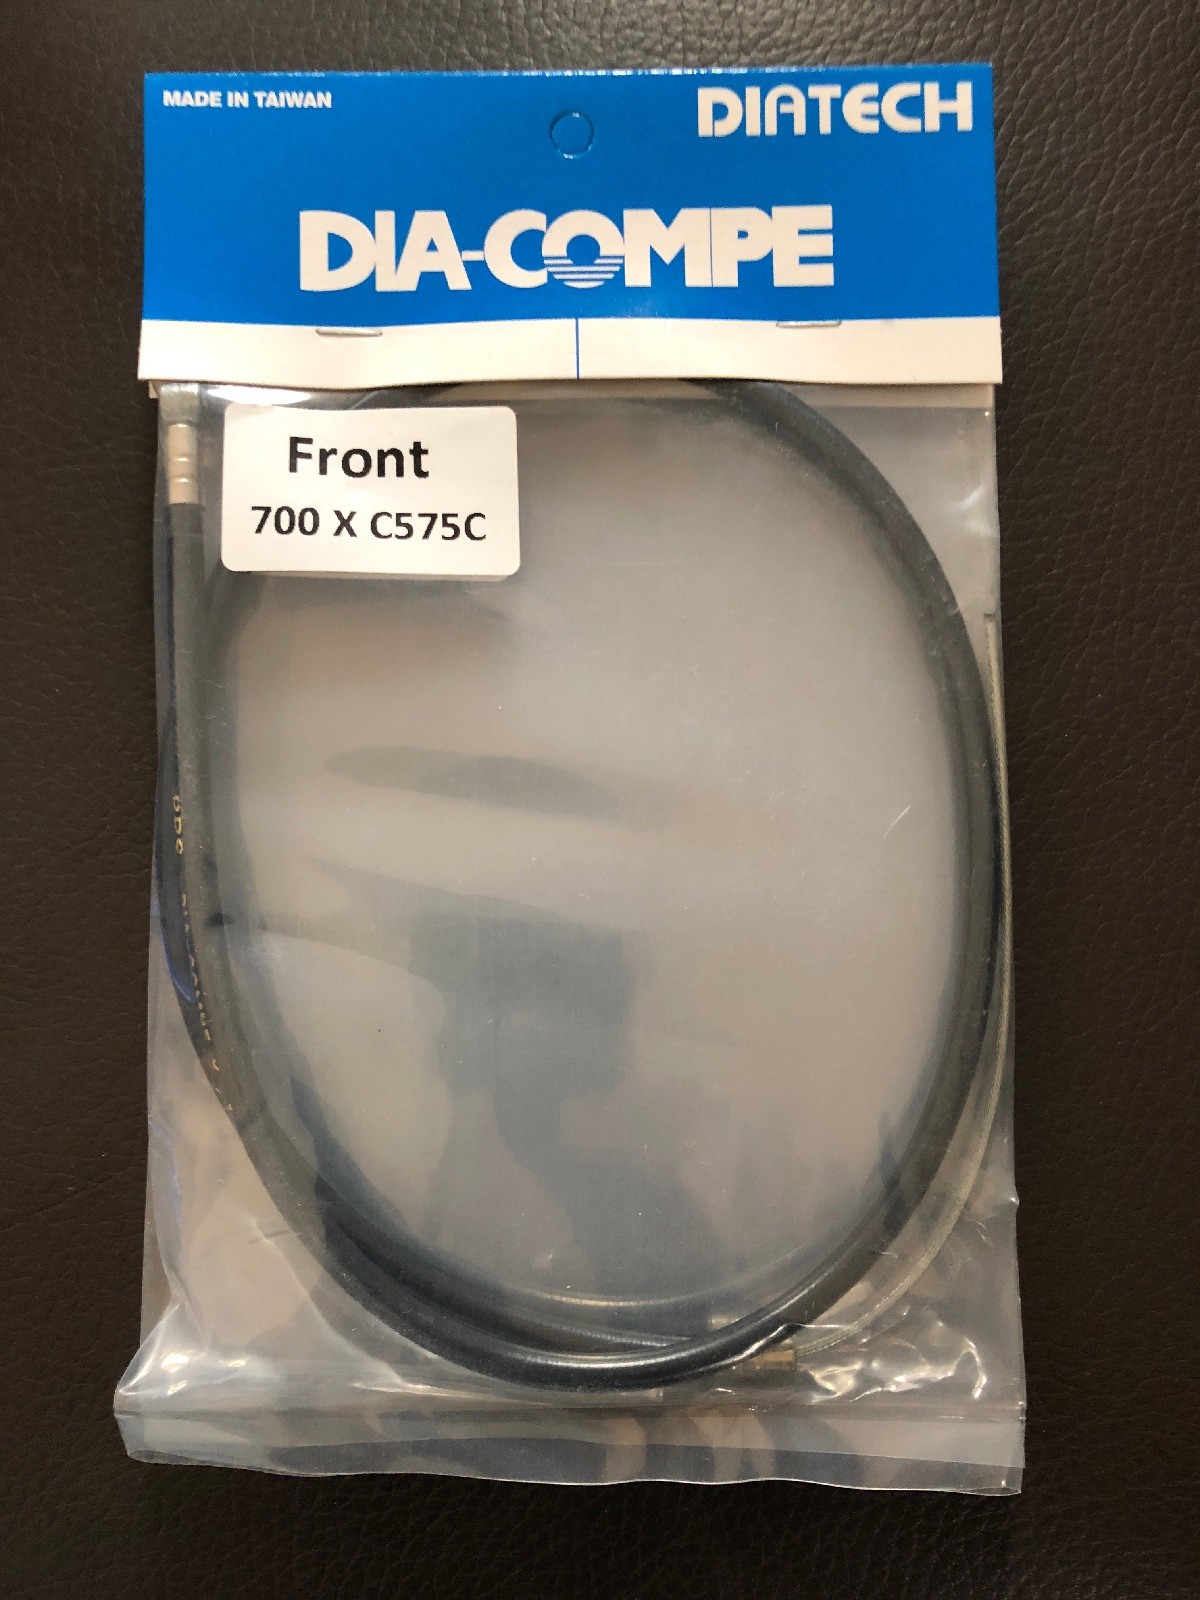 MADE IN TAIWAN
DIATECH
DIA-COMPE
Front
700 X C575C